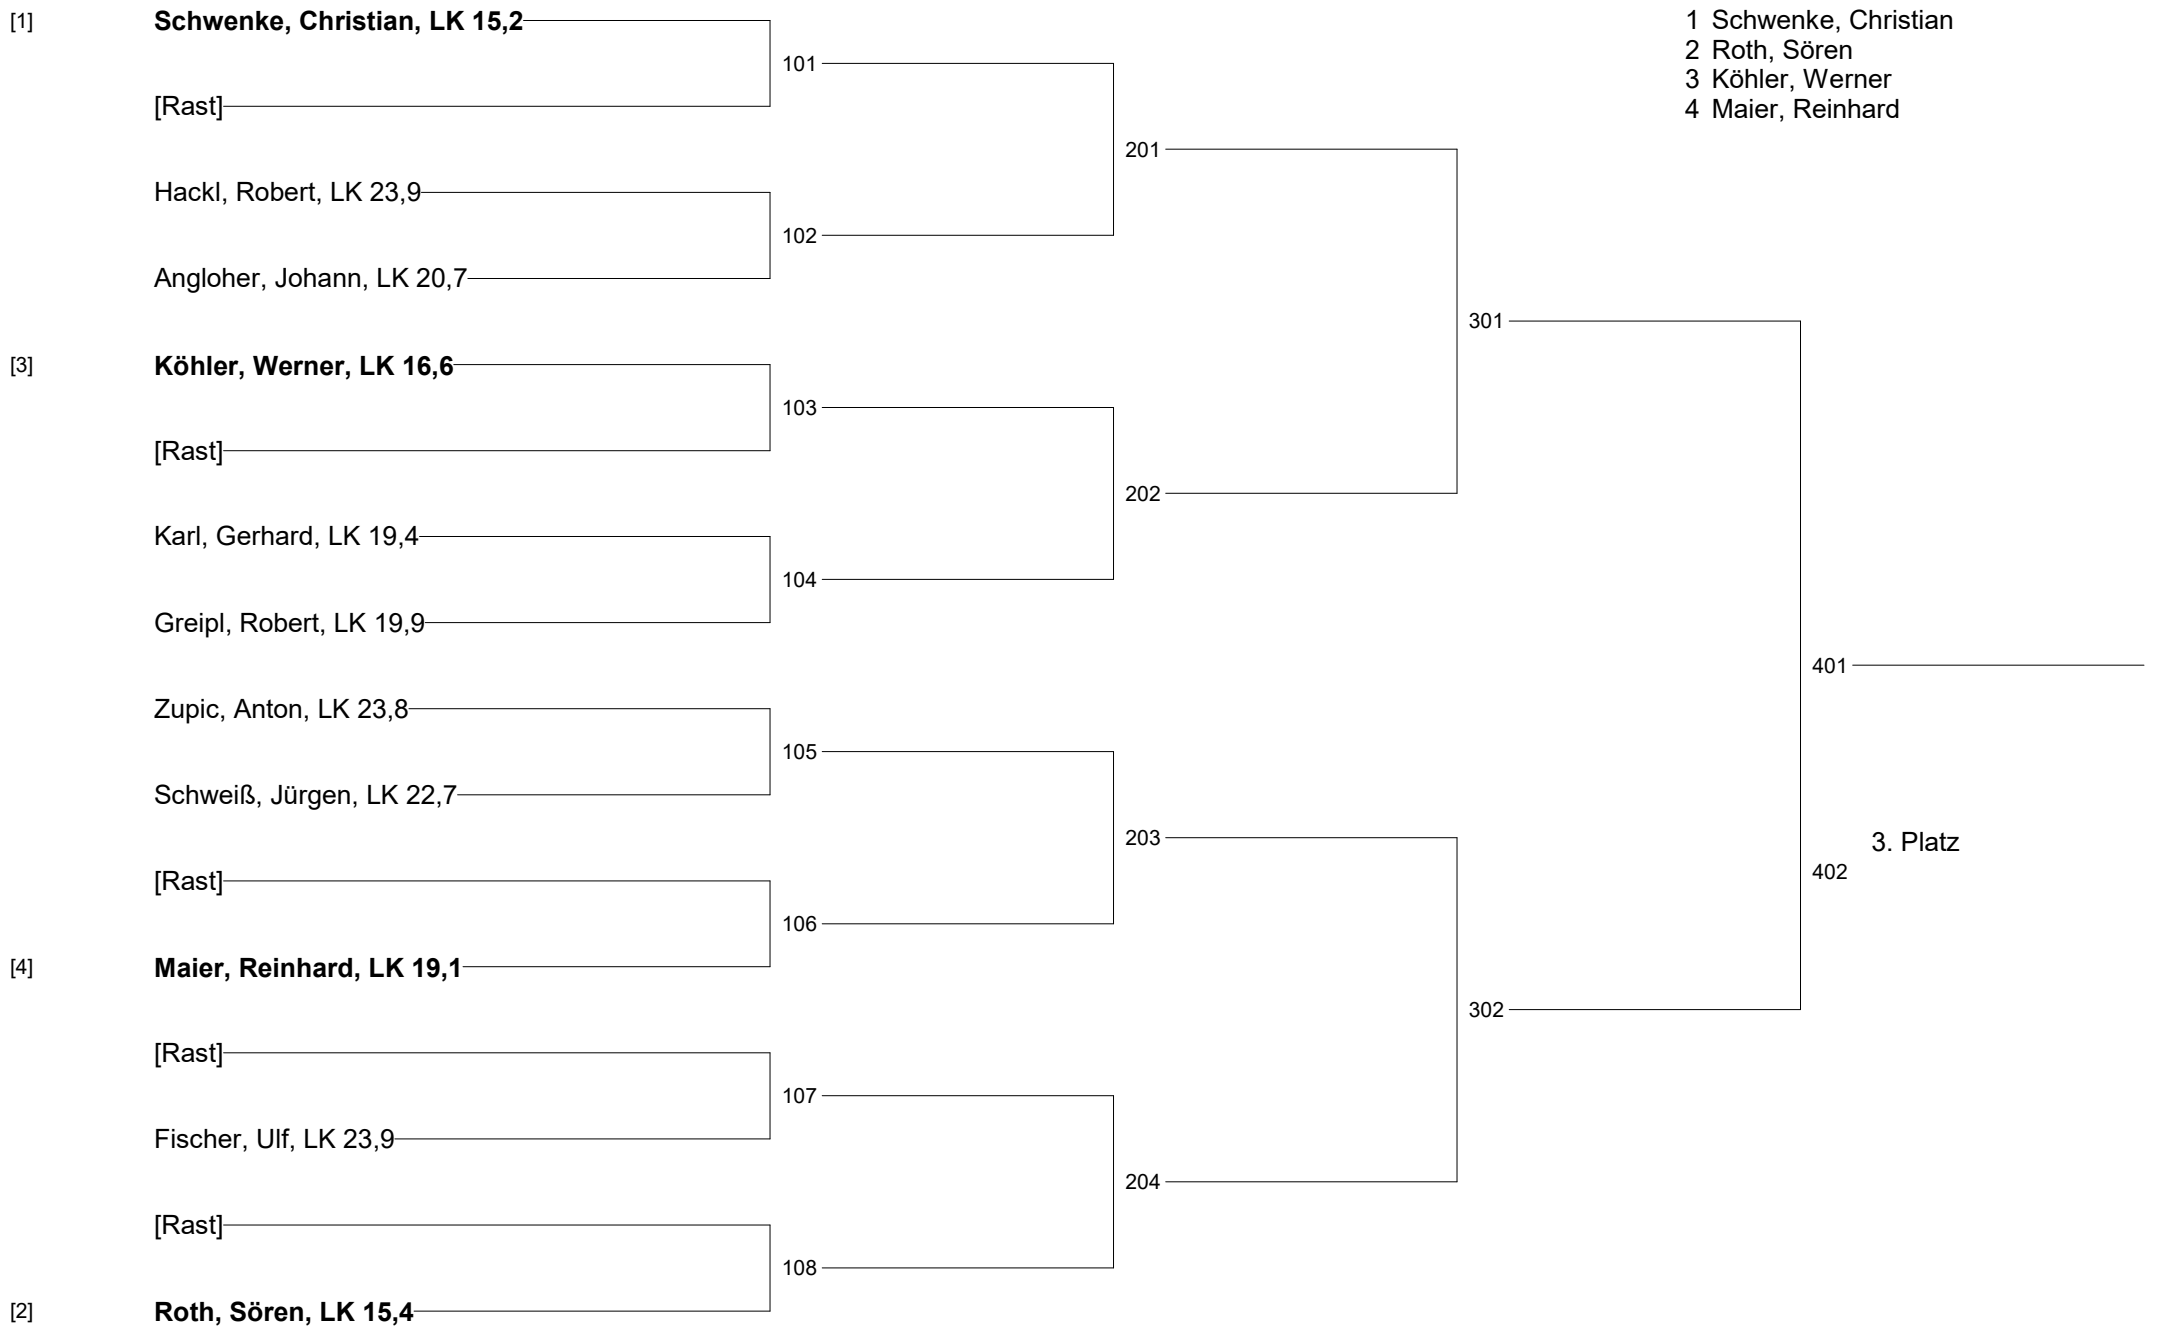 [1] Schwenke, Christian, LK 15,2
1 Schwenke, Christian
2 Roth, Sören
3 Köhler, Werner
4 Maier, Reinhard
101
[Rast]
201
Hackl, Robert, LK 23,9
102
Angloher, Johann, LK 20,7
301
[3] Köhler, Werner, LK 16,6
103
[Rast]
202
Karl, Gerhard, LK 19,4
104
Greipl, Robert, LK 19,9
401
Zupic, Anton, LK 23,8
105
Schweiß, Jürgen, LK 22,7
203
3. Platz
402
[Rast]
106
[4] Maier, Reinhard, LK 19,1
302
[Rast]
107
Fischer, Ulf, LK 23,9
204
[Rast]
108
[2] Roth, Sören, LK 15,4